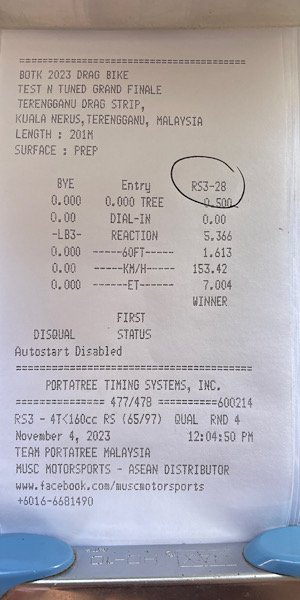 ==================================================
BOTK 2023 DRAG BIKE
TEST N TUNED GRAND FINALE
TERENGGANU DRAG STRIP,
KUALA NERUS,TERENGGANU, MALAYSIA
LENGTH : 201M
SURFACE : PREP
BYE Entry RS3-28
0.000 0.000 TREE 0.500
0.00 DIAL-IN 0.00
-LB3- REACTION 5.366
0.000 -----60FT----- 1.613
0.00 -----KM/H----- 153.42
0.000 ------ET------ 7.004
WINNER
FIRST
DISQUAL STATUS
Autostart Disabled
==================================================
PORTATREE TIMING SYSTEMS, INC.
=============== 477/478 ==========600214
RS3 - 4T<160cc RS (65/97) QUAL RND 4
November 4, 2023 12:04:50 PM
TEAM PORTATREE MALAYSIA
MUSC MOTORSPORTS - ASEAN DISTRIBUTOR
www.facebook.com/muscmotorsports
+6016-6681490